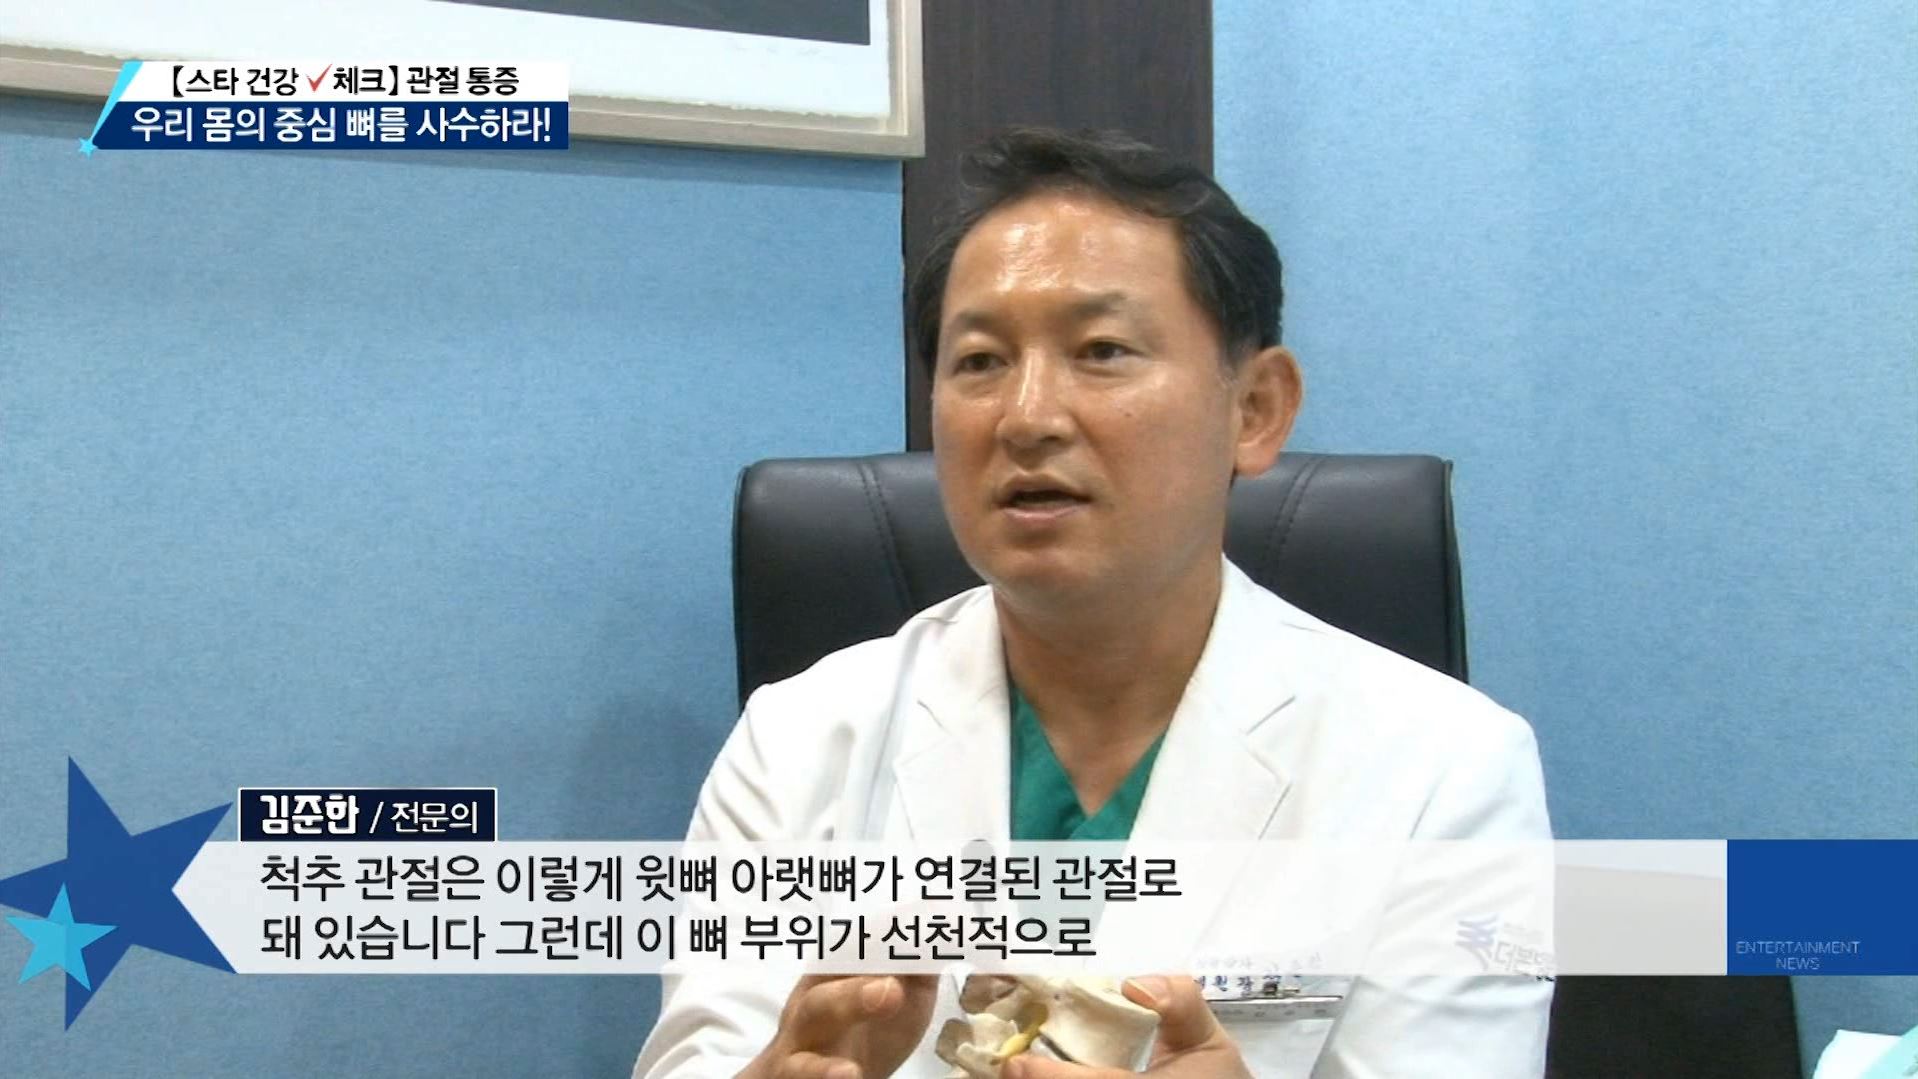 【스타 건강 ✓체크】 관절 통증
우리 몸의 중심 뼈를 사수하라!
김준한 / 전문의
척추 관절은 이렇게 윗뼈 아랫뼈가 연결된 관절로
돼 있습니다 그런데 이 뼈 부위가 선천적으로
ENTERTAINMENT
NEWS